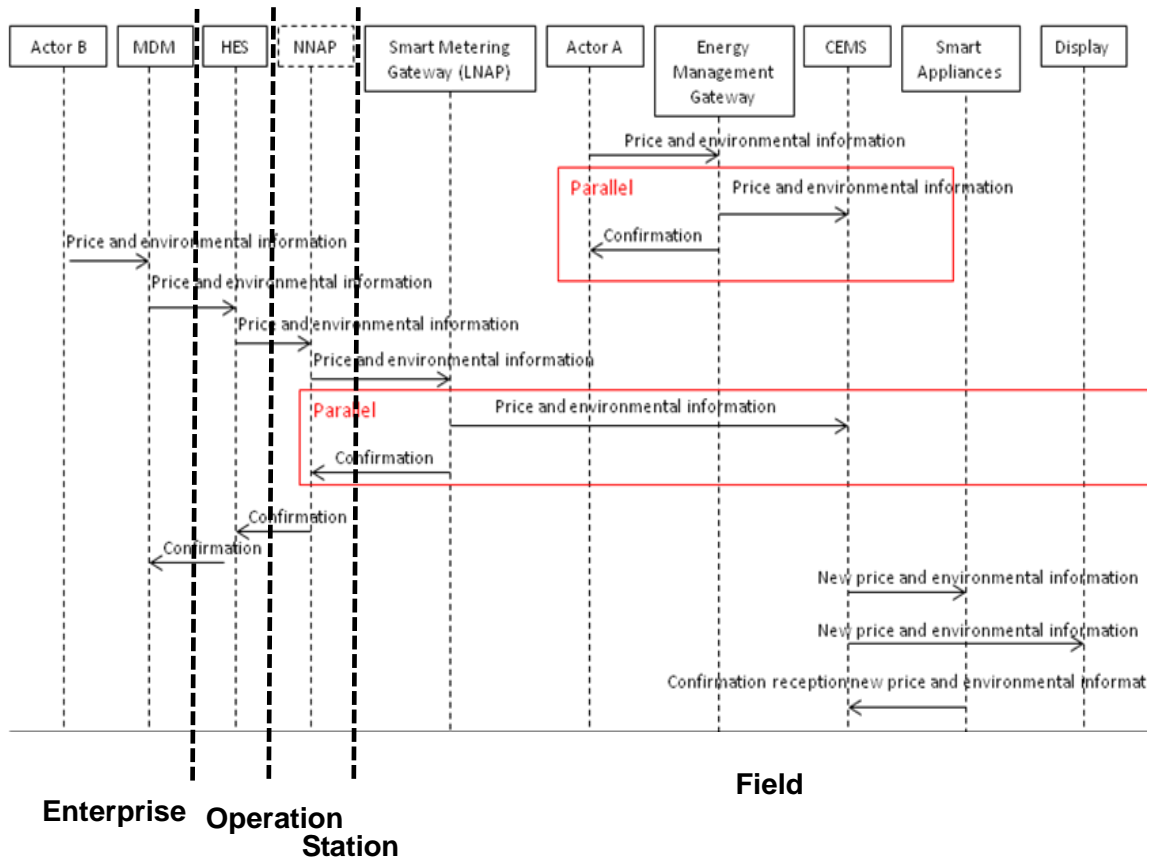 Actor B
MDM
HES
NNAP
Smart Metering
Gateway (LNAP)
Actor A
Energy
Management
Gateway
CEMS
Smart
Appliances
Display
Price and environmental information
Parallel
Price and environmental information
Confirmation
Price and environmental information
Price and environmental information
Price and environmental information
Price and environmental information
Parallel
Price and environmental information
Confirmation
Confirmation
Confirmation
New price and environmental information
New price and environmental information
Confirmation reception new price and environmental informat
Enterprise
Operation
Station
Field